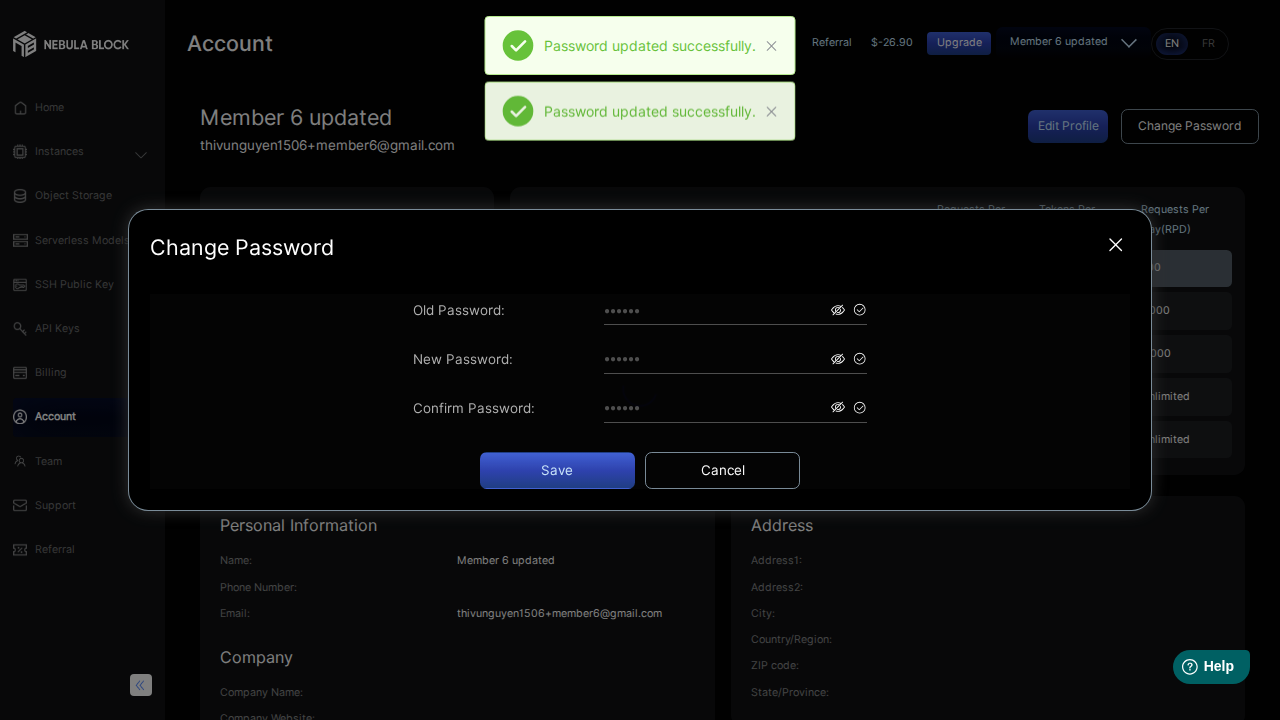 NEBULA BLOCK
Account
Password updated successfully.
Password updated successfully.
Referral
$-26.90
Upgrade
Member 6 updated
EN
FR
Home
Instances
Object Storage
Serverless Models
SSH Public Key
API Keys
Billing
Account
Team
Support
Referral
Member 6 updated
thivunguyen1506+member6@gmail.com
Edit Profile
Change Password
Requests Per
Tokens Per
Requests Per
ay(RPD)
Change Password
Old Password:
••••••
New Password:
••••••
Confirm Password:
••••••
Save
Cancel
nlimited
nlimited
Personal Information
Name:
Member 6 updated
Phone Number:
Email:
thivunguyen1506+member6@gmail.com
Company
Company Name:
Company Website:
Address
Address1:
Address2:
City:
Country/Region:
ZIP code:
State/Province:
Help